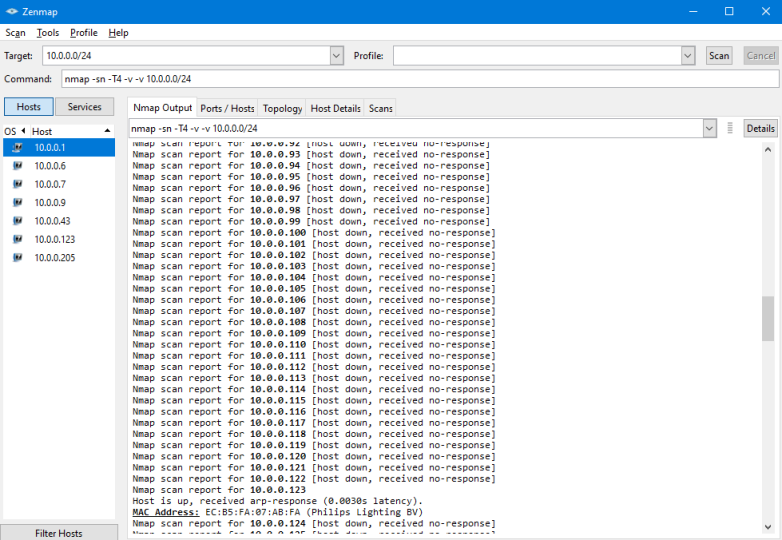 Zenmap
Scan Tools Profile Help
Target: 10.0.0.0/24 Profile: Scan Cancel
Command: nmap -sn -T4 -v -v 10.0.0.0/24
Hosts Services
Nmap Output Ports / Hosts Topology Host Details Scans
OS Host
nmap -sn -T4 -v -v 10.0.0.0/24 Details
10.0.0.1
10.0.0.6
10.0.0.7
10.0.0.9
10.0.0.43
10.0.0.123
10.0.0.205
Nmap scan report for 10.0.0.92 [host down, received no-response]
Nmap scan report for 10.0.0.93 [host down, received no-response]
Nmap scan report for 10.0.0.94 [host down, received no-response]
Nmap scan report for 10.0.0.95 [host down, received no-response]
Nmap scan report for 10.0.0.96 [host down, received no-response]
Nmap scan report for 10.0.0.97 [host down, received no-response]
Nmap scan report for 10.0.0.98 [host down, received no-response]
Nmap scan report for 10.0.0.99 [host down, received no-response]
Nmap scan report for 10.0.0.100 [host down, received no-response]
Nmap scan report for 10.0.0.101 [host down, received no-response]
Nmap scan report for 10.0.0.102 [host down, received no-response]
Nmap scan report for 10.0.0.103 [host down, received no-response]
Nmap scan report for 10.0.0.104 [host down, received no-response]
Nmap scan report for 10.0.0.105 [host down, received no-response]
Nmap scan report for 10.0.0.106 [host down, received no-response]
Nmap scan report for 10.0.0.107 [host down, received no-response]
Nmap scan report for 10.0.0.108 [host down, received no-response]
Nmap scan report for 10.0.0.109 [host down, received no-response]
Nmap scan report for 10.0.0.110 [host down, received no-response]
Nmap scan report for 10.0.0.111 [host down, received no-response]
Nmap scan report for 10.0.0.112 [host down, received no-response]
Nmap scan report for 10.0.0.113 [host down, received no-response]
Nmap scan report for 10.0.0.114 [host down, received no-response]
Nmap scan report for 10.0.0.115 [host down, received no-response]
Nmap scan report for 10.0.0.116 [host down, received no-response]
Nmap scan report for 10.0.0.117 [host down, received no-response]
Nmap scan report for 10.0.0.118 [host down, received no-response]
Nmap scan report for 10.0.0.119 [host down, received no-response]
Nmap scan report for 10.0.0.120 [host down, received no-response]
Nmap scan report for 10.0.0.121 [host down, received no-response]
Nmap scan report for 10.0.0.122 [host down, received no-response]
Nmap scan report for 10.0.0.123
Host is up, received arp-response (0.0030s latency).
MAC Address: EC:B5:FA:07:AB:FA (Philips Lighting BV)
Nmap scan report for 10.0.0.124 [host down, received no-response]
Filter Hosts